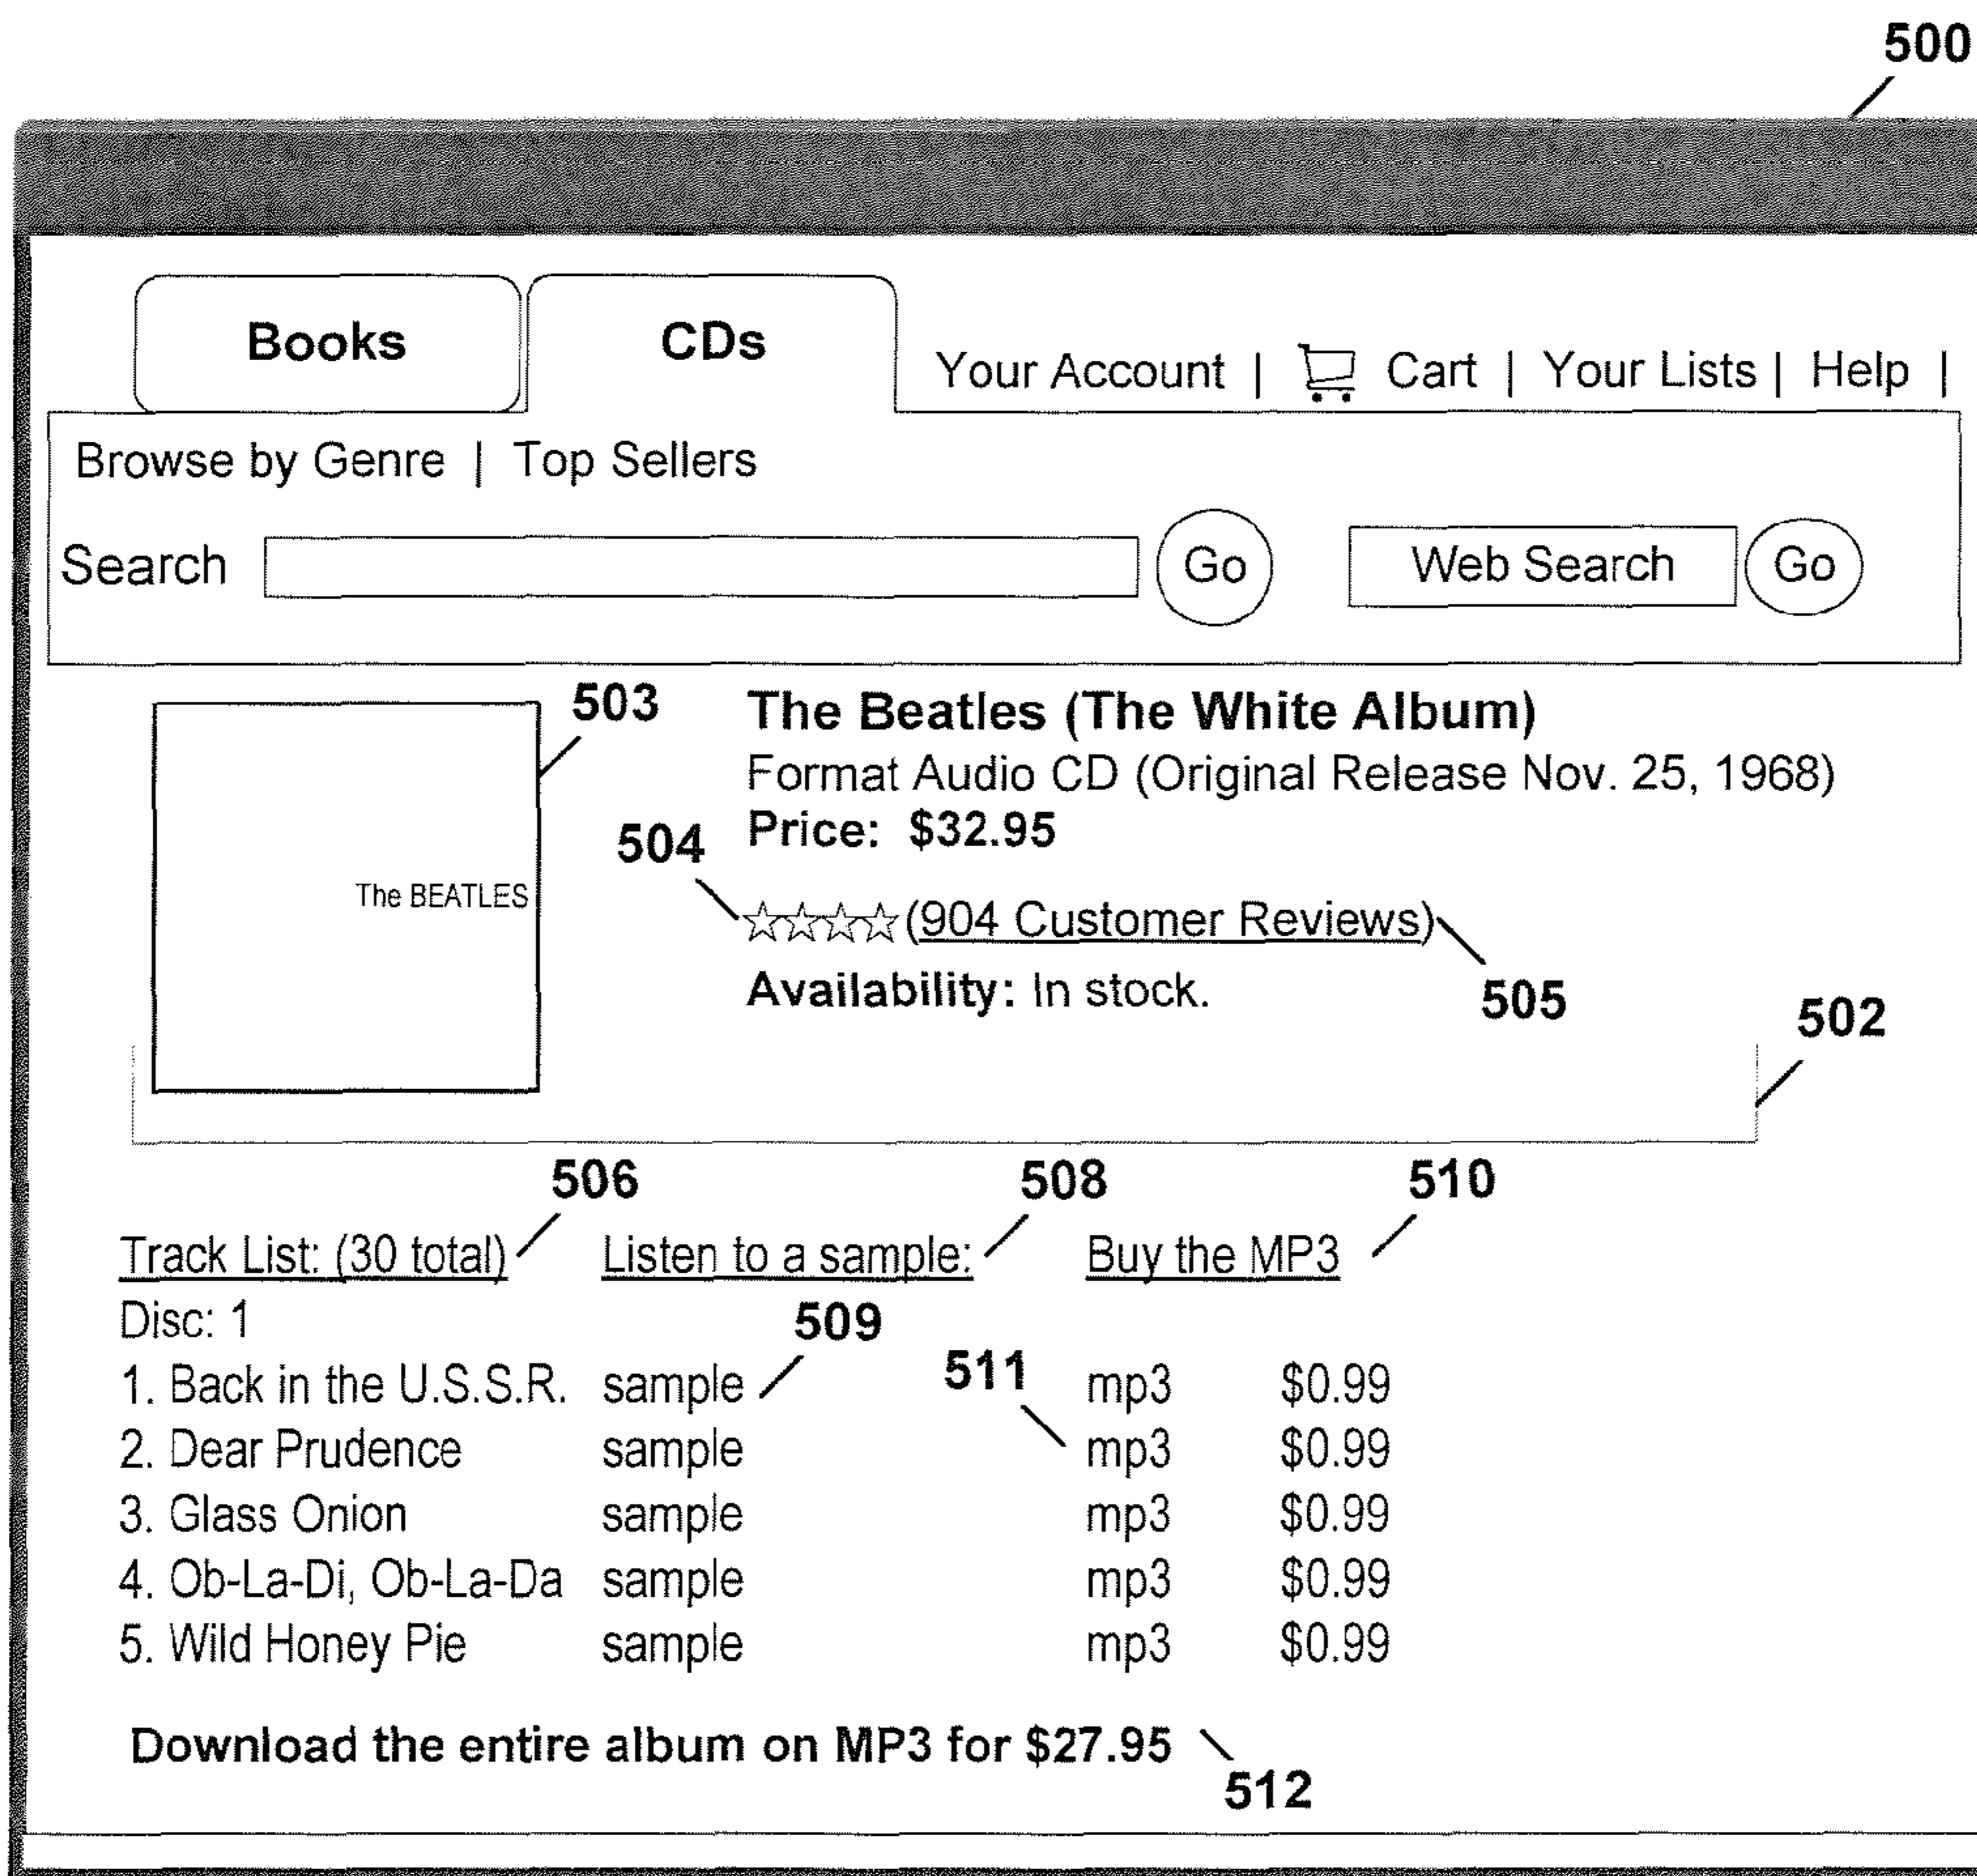 500
Books CDs
Your Account | Cart | Your Lists | Help |
Browse by Genre | Top Sellers
Search Go Web Search Go
503 The Beatles (The White Album)
Format Audio CD (Original Release Nov. 25, 1968)
504 Price: $32.95
The BEATLES
☆☆☆☆(904 Customer Reviews)
Availability: In stock. 505
502
506 508 510
Track List: (30 total) Listen to a sample: Buy the MP3
Disc: 1 509
1. Back in the U.S.S.R. sample 511 mp3 $0.99
2. Dear Prudence sample mp3 $0.99
3. Glass Onion sample mp3 $0.99
4. Ob-La-Di, Ob-La-Da sample mp3 $0.99
5. Wild Honey Pie sample mp3 $0.99
Download the entire album on MP3 for $27.95
512